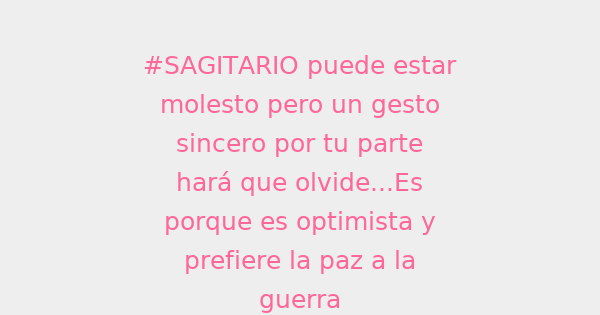 #SAGITARIO puede estar
molesto pero un gesto
sincero por tu parte
hará que olvide...Es
porque es optimista y
prefiere la paz a la
guerra